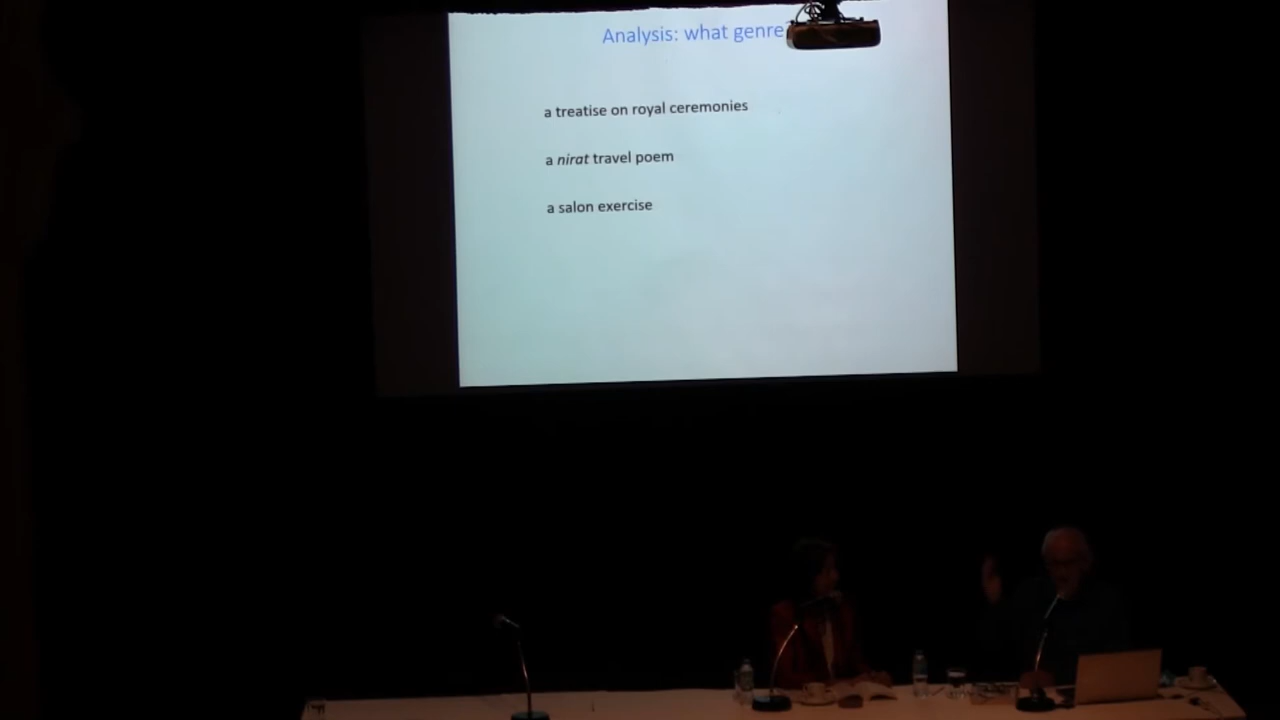 Analysis: what genre
a treatise on royal ceremonies
a nirat travel poem
a salon exercise